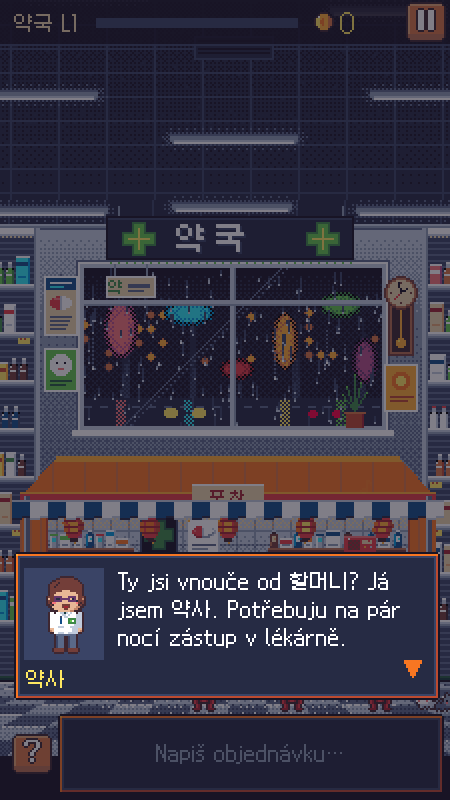 약국 L1
0
약국
약
포차
Ty jsi vnouče od 할머니? Já
jsem 약사. Potřebuju na pár
nocí zástup v lékárně.
약사
?
Napiš objednávku…